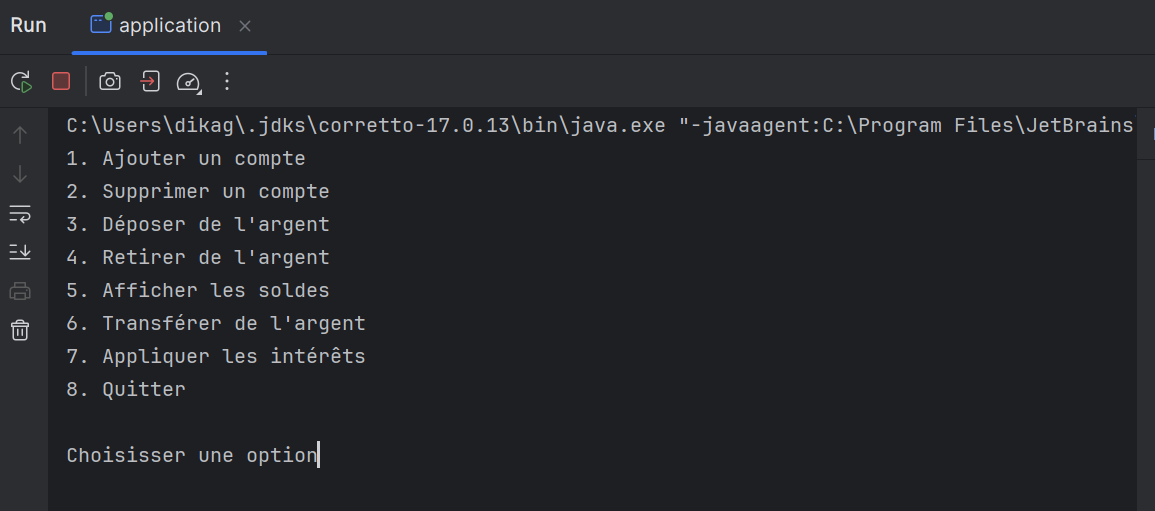 Run application
C:\Users\dikag\.jdks\corretto-17.0.13\bin\java.exe "-javaagent:C:\Program Files\JetBrains
1. Ajouter un compte
2. Supprimer un compte
3. Déposer de l'argent
4. Retirer de l'argent
5. Afficher les soldes
6. Transférer de l'argent
7. Appliquer les intérêts
8. Quitter
Choisisser une option